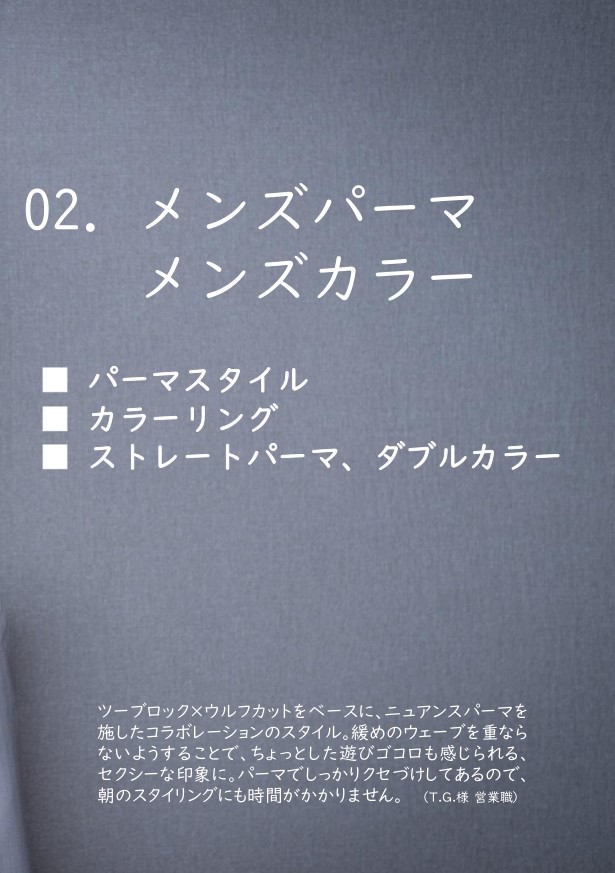 02. メンズパーマ
メンズカラー
■ パーマスタイル
■ カラーリング
■ ストレートパーマ、ダブルカラー
ツーブロック×ウルフカットをベースに、ニュアンスパーマを
施したコラボレーションのスタイル。緩めのウェーブを重なら
ないようすることで、ちょっとした遊びゴコロも感じられる、
セクシーな印象に。パーマでしっかりクセづけしてあるので、
朝のスタイリングにも時間がかかりません。 （T.G.様 営業職）